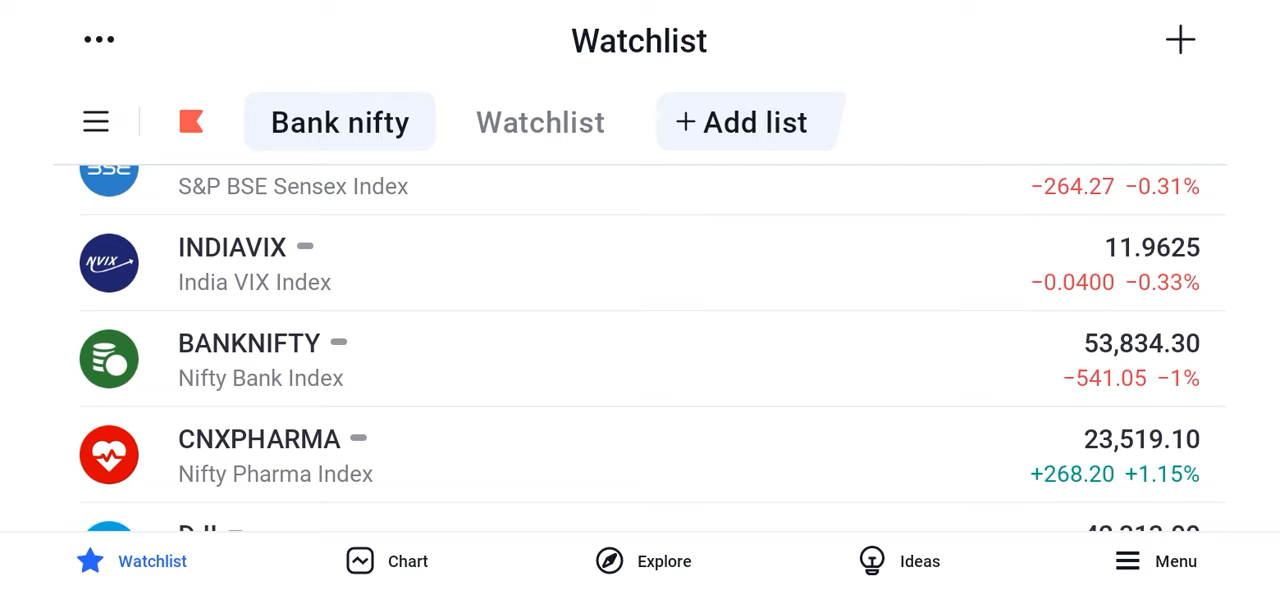 Watchlist
Bank nifty
Watchlist
+ Add list
BSE
S&P BSE Sensex Index
−264.27 −0.31%
NVIX
INDIAVIX
11.9625
India VIX Index
−0.0400 −0.33%
BANKNIFTY
53,834.30
Nifty Bank Index
−541.05 −1%
CNXPHARMA
23,519.10
Nifty Pharma Index
+268.20 +1.15%
Watchlist
Chart
Explore
Ideas
Menu